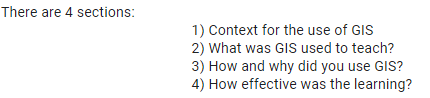 There are 4 sections:
1) Context for the use of GIS
2) What was GIS used to teach?
3) How and why did you use GIS?
4) How effective was the learning?